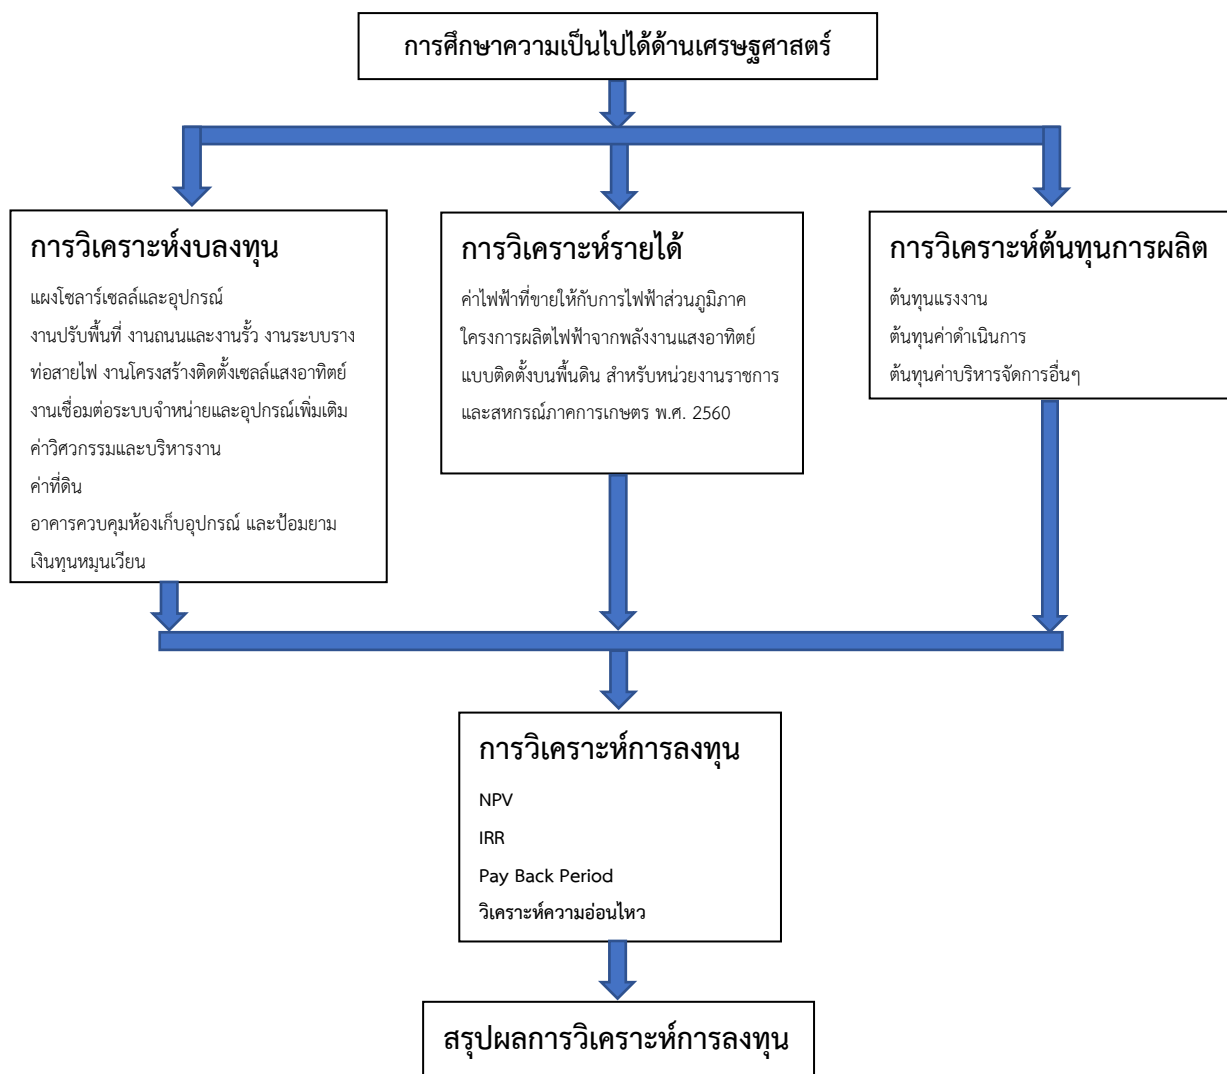 การศึกษาความเป็นไปได้ด้านเศรษฐศาสตร์
การวิเคราะห์งบลงทุน
แผงโซลาร์เซลล์และอุปกรณ์
งานปรับพื้นที่ งานถนนและงานรั้ว งานระบบราง
ท่อสายไฟ งานโครงสร้างติดตั้งเซลล์แสงอาทิตย์
งานเชื่อมต่อระบบจำหน่ายและอุปกรณ์เพิ่มเติม
ค่าวิศวกรรมและบริหารงาน
ค่าที่ดิน
อาคารควบคุมห้องเก็บอุปกรณ์ และป้อมยาม
เงินทุนหมุนเวียน
การวิเคราะห์รายได้
ค่าไฟฟ้าที่ขายให้กับการไฟฟ้าส่วนภูมิภาค
ใครงการผลิตไฟฟ้าจากพลังงานแสงอาทิตย์
แบบติดตั้งบนพื้นดิน สำหรับหน่วยงานราชการ
และสหกรณ์ภาคการเกษตร พ.ศ. 2560
การวิเคราะห์ต้นทุนการผลิต
ต้นทุนแรงงาน
ต้นทุนค่าดำเนินการ
ต้นทุนค่าบริหารจัดการอื่นๆ
การวิเคราะห์การลงทุน
NPV
IRR
Pay Back Period
วิเคราะห์ความอ่อนไหว
สรุปผลการวิเคราะห์การลงทุน